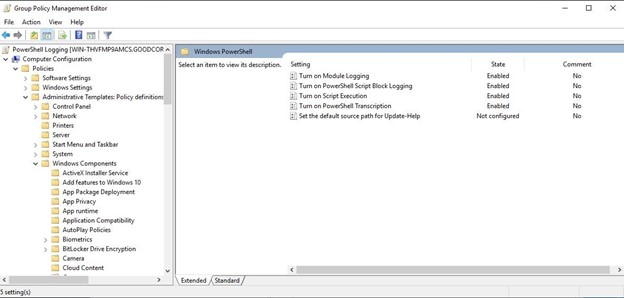 Group Policy Management Editor
File Action View Help
PowerShell Logging [WIN-THVFMP9AMCS.GOODCOR
Computer Configuration
Policies
Software Settings
Windows Settings
Administrative Templates: Policy definitions
Control Panel
Network
Printers
Server
Start Menu and Taskbar
System
Windows Components
ActiveX Installer Service
Add features to Windows 10
App Package Deployment
App Privacy
App runtime
Application Compatibility
AutoPlay Policies
Biometrics
BitLocker Drive Encryption
Camera
Cloud Content
Windows PowerShell
Select an item to view its description.
Setting State Comment
Turn on Module Logging Enabled No
Turn on PowerShell Script Block Logging Enabled No
Turn on Script Execution Enabled No
Turn on PowerShell Transcription Enabled No
Set the default source path for Update-Help Not configured No
Extended Standard
5 setting(s)